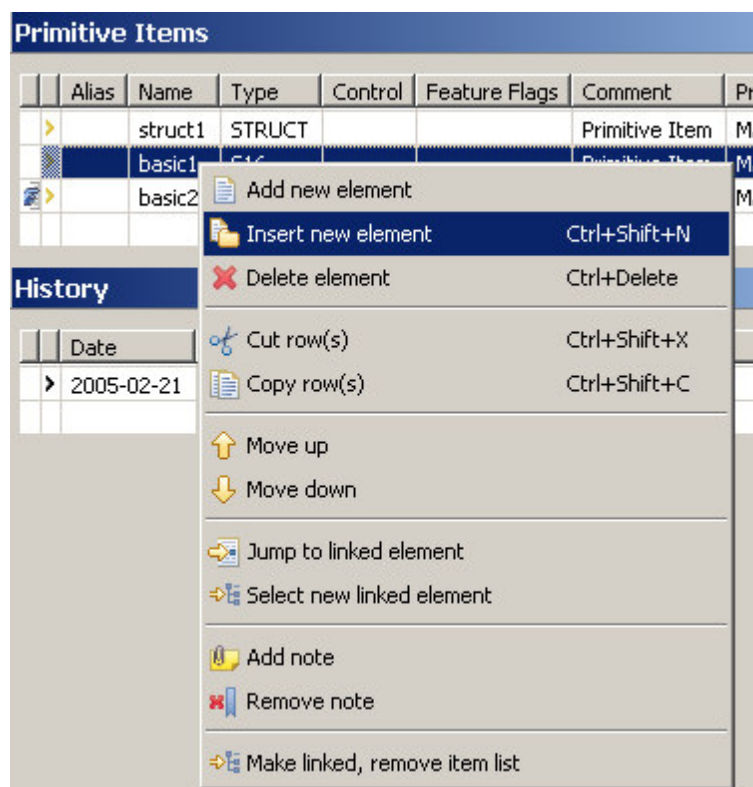 Primitive Items
Alias Name Type Control Feature Flags Comment
struct1 STRUCT Primitive Item M
basic1 S16 Primitive Item M
basic2
Add new element
Insert new element Ctrl+Shift+N
Delete element Ctrl+Delete
History
Date
2005-02-21
Cut row(s) Ctrl+Shift+X
Copy row(s) Ctrl+Shift+C
Move up
Move down
Jump to linked element
Select new linked element
Add note
Remove note
Make linked, remove item list